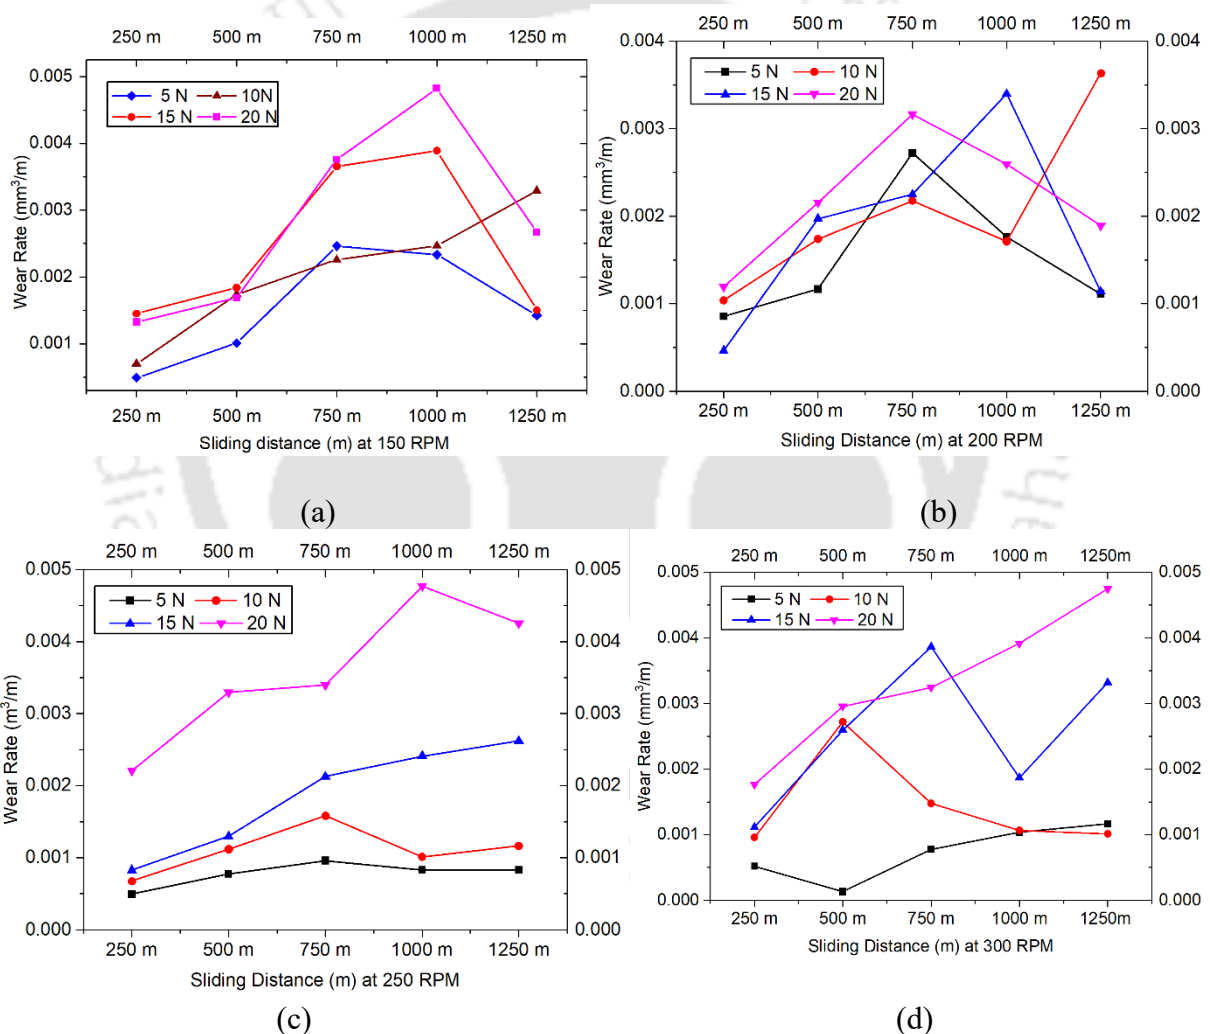 250 m 500 m 750 m 1000 m 1250 m
0.005
0.004
0.003
0.002
0.001
Wear Rate (mm³/m)
5 N 10N
15 N 20 N
250 m 500 m 750 m 1000 m 1250 m
Sliding distance (m) at 150 RPM
(a)
250 m 500 m 750 m 1000 m 1250 m
0.004 0.004
0.003 0.003
0.002 0.002
0.001 0.001
0.000 0.000
Wear Rate (mm³/m)
5 N 10 N
15 N 20 N
250 m 500 m 750 m 1000 m 1250 m
Sliding Distance (m) at 200 RPM
(b)
250 m 500 m 750 m 1000 m 1250 m
0.005 0.005
0.004 0.004
0.003 0.003
0.002 0.002
0.001 0.001
0.000 0.000
Wear Rate (m³/m)
5 N 10 N
15 N 20 N
250 m 500 m 750 m 1000 m 1250 m
Sliding Distance (m) at 250 RPM
(c)
250 m 500 m 750 m 1000 m 1250m
0.005 0.005
0.004 0.004
0.003 0.003
0.002 0.002
0.001 0.001
0.000 0.000
Wear Rate (mm³/m)
5 N 10 N
15 N 20 N
250 m 500 m 750 m 1000 m 1250m
Sliding Distance (m) at 300 RPM
(d)